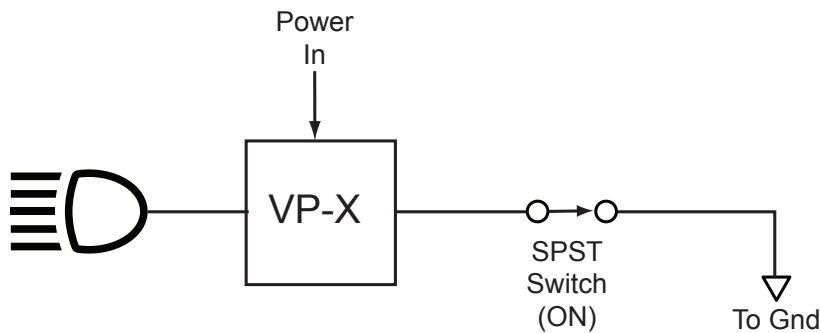 Power
In
VP-X
SPST
Switch
(ON)
To Gnd